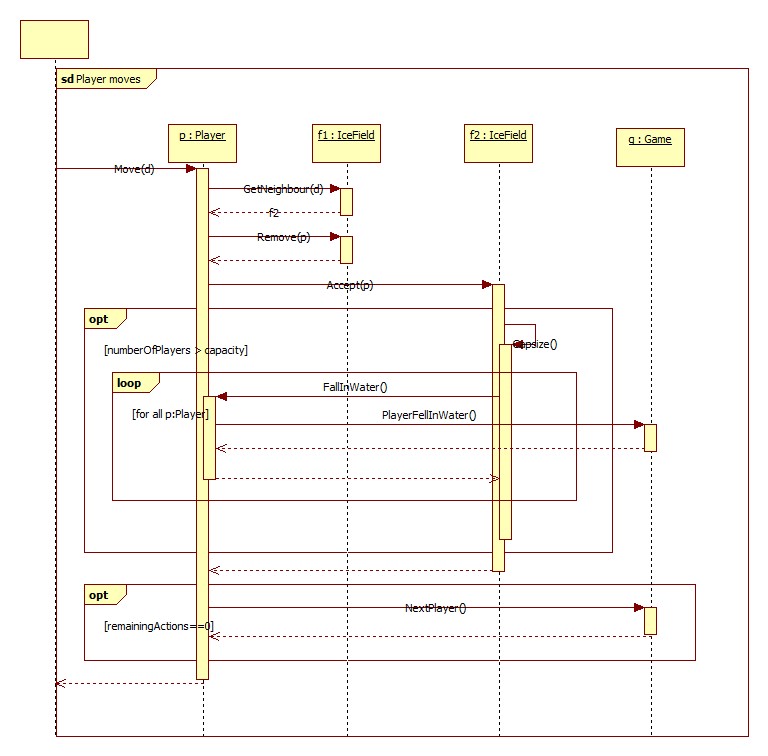 sd Player moves
p : Player
f1 : IceField
f2 : IceField
g : Game
Move(d)
GetNeighbour(d)
f2
Remove(p)
Accept(p)
opt
[numberOfPlayers > capacity]
Capsize()
loop
FallInWater()
[for all p:Player]
PlayerFellInWater()
opt
NextPlayer()
[remainingActions==0]